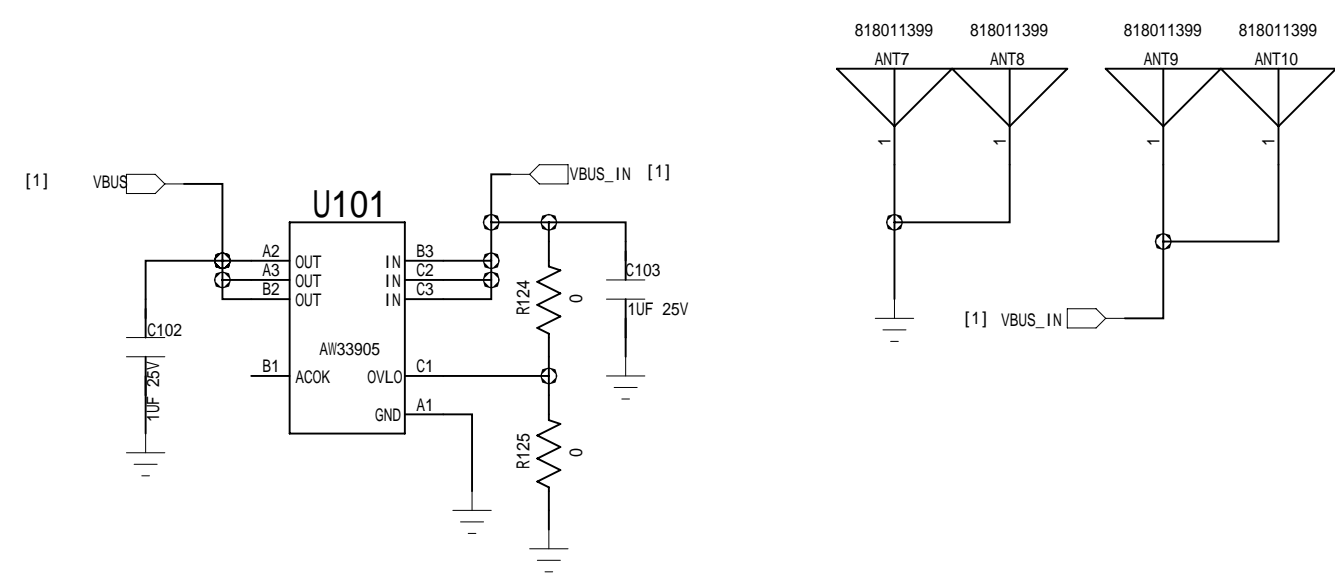 818011399 818011399 818011399 818011399
ANT7 ANT8 ANT9 ANT10
1 1 1 1
[1] VBUS
VBUS_IN [1]
U101
A2 OUT IN B3
A3 OUT IN C2
B2 OUT IN C3
C103
1UF 25V
R124
0
[1] VBUS_IN
C102
1UF 25V
AW33905
B1 ACOK OVLO C1
GND A1
R125
0